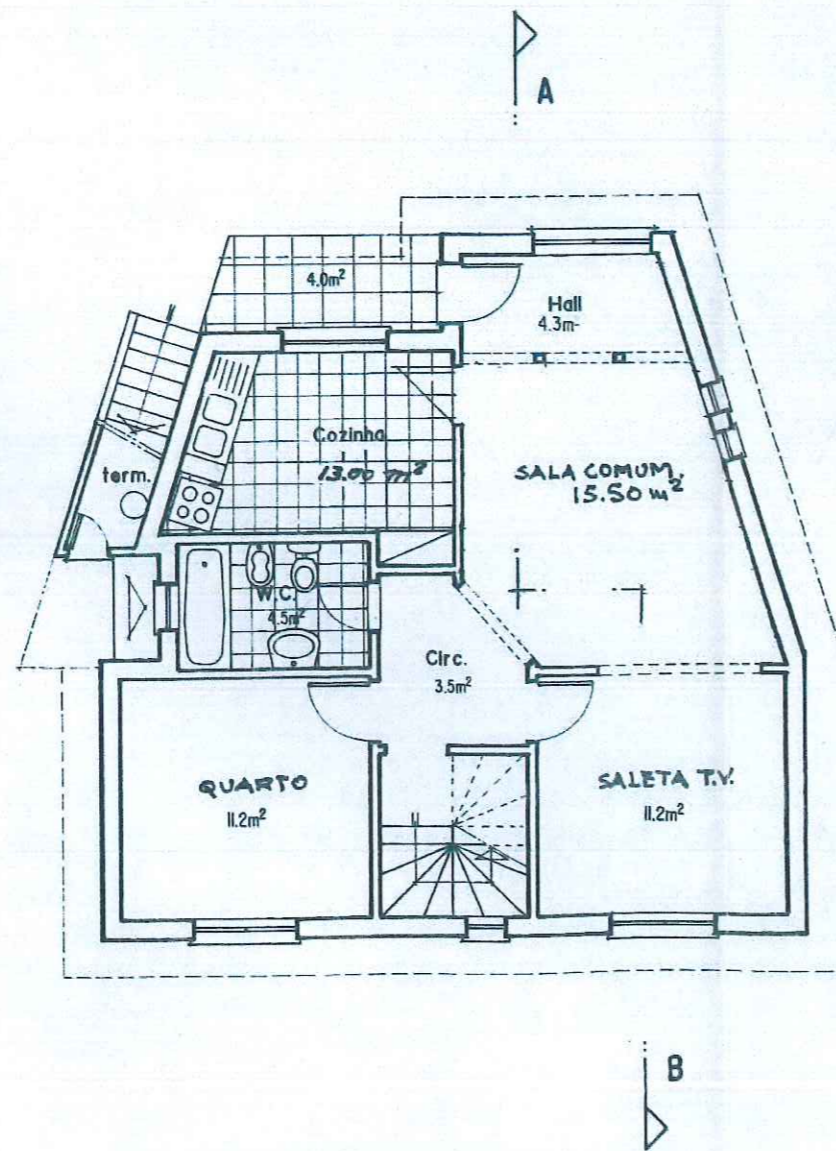 A
4.0m²
Hall
4.3m²
Cozinha
13.00 m²
term.
SALA COMUM.
15.50 m²
W.C.
4.5m²
Circ.
3.5m²
QUARTO
11.2m²
SALETA T.V.
11.2m²
B